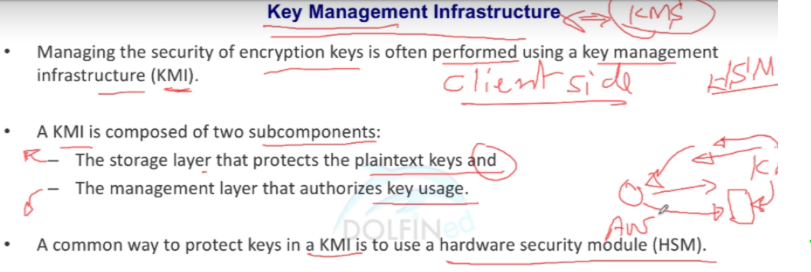 Key Management Infrastructure KMS
• Managing the security of encryption keys is often performed using a key management
infrastructure (KMI).
client side HSM
• A KMI is composed of two subcomponents:
– The storage layer that protects the plaintext keys and
– The management layer that authorizes key usage.
DOLFINed
• A common way to protect keys in a KMI is to use a hardware security module (HSM).